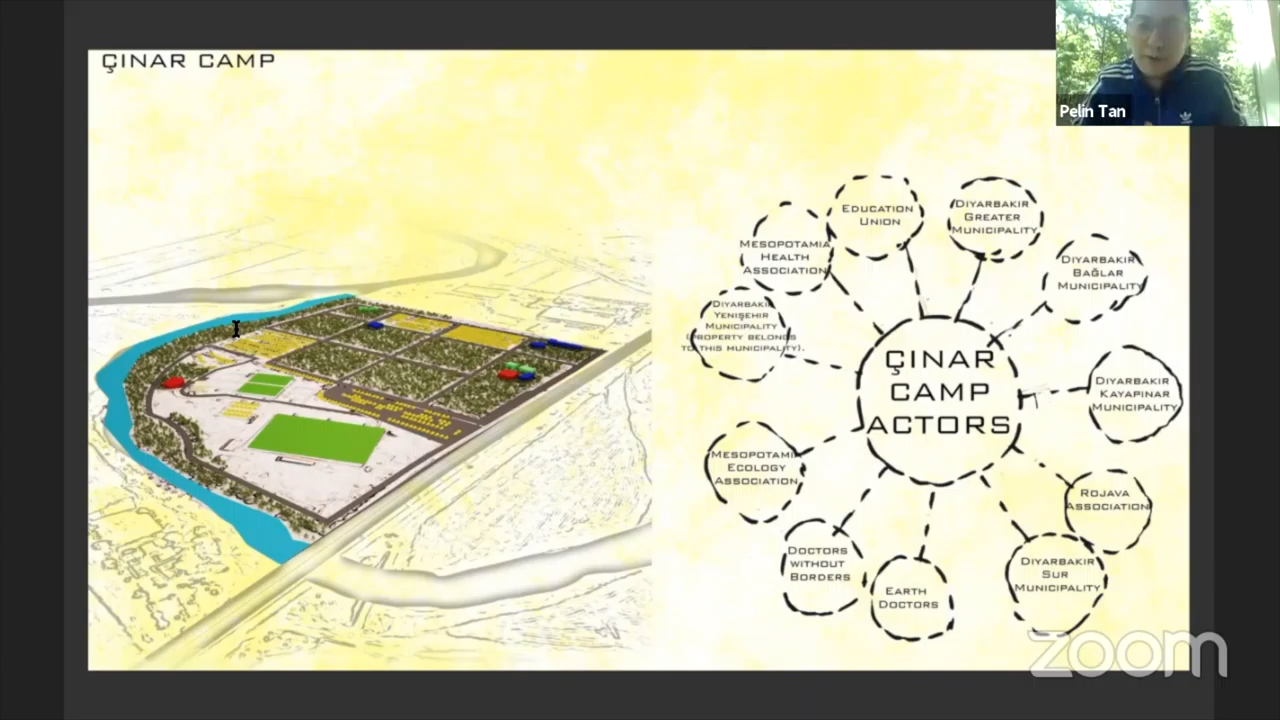 ÇINAR CAMP
Pelin Tan
EDUCATION
UNION
DIYARBAKIR
GREATER
MUNICIPALITY
MESOPOTAMIA
HEALTH
ASSOCIATION
DIYARBAKIR
BAĞLAR
MUNICIPALITY
DIYARBAKIR
YENIŞEHIR
MUNICIPALITY
(PROPERTY BELONGS
TO THIS MUNICIPALITY).
ÇINAR
CAMP
ACTORS
DIYARBAKIR
KAYAPINAR
MUNICIPALITY
MESOPOTAMIA
ECOLOGY
ASSOCIATION
ROJAVA
ASSOCIATION
DOCTORS
WITHOUT
BORDERS
EARTH
DOCTORS
DIYARBAKIR
SUR
MUNICIPALITY
zoom